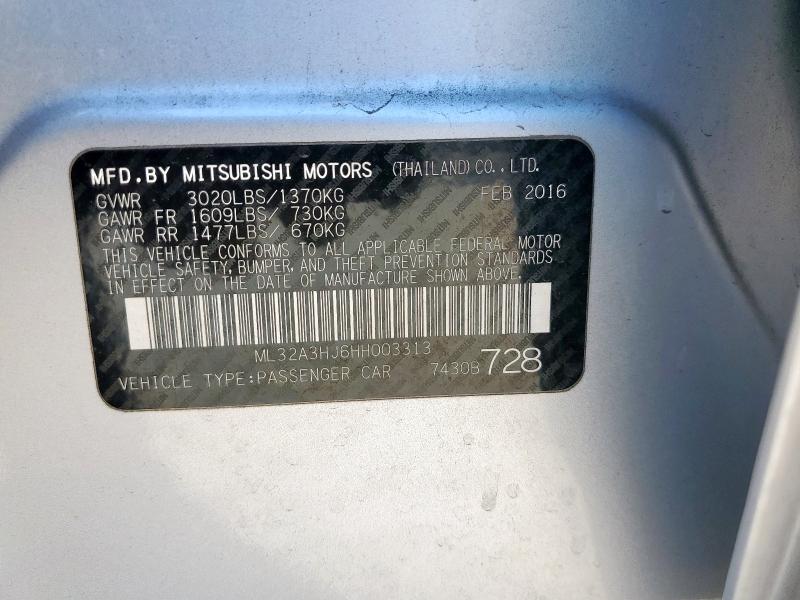 MFD.BY MITSUBISHI MOTORS (THAILAND)CO.,LTD.
GVWR 3020LBS/1370KG FEB 2016
GAWR FR 1609LBS/ 730KG
GAWR RR 1477LBS/ 670KG
THIS VEHICLE CONFORMS TO ALL APPLICABLE FEDERAL MOTOR
VEHICLE SAFETY, BUMPER, AND THEFT PREVENTION STANDARDS
IN EFFECT ON THE DATE OF MANUFACTURE SHOWN ABOVE.
ML32A3HJ6HH003313
VEHICLE TYPE:PASSENGER CAR 7430B 728